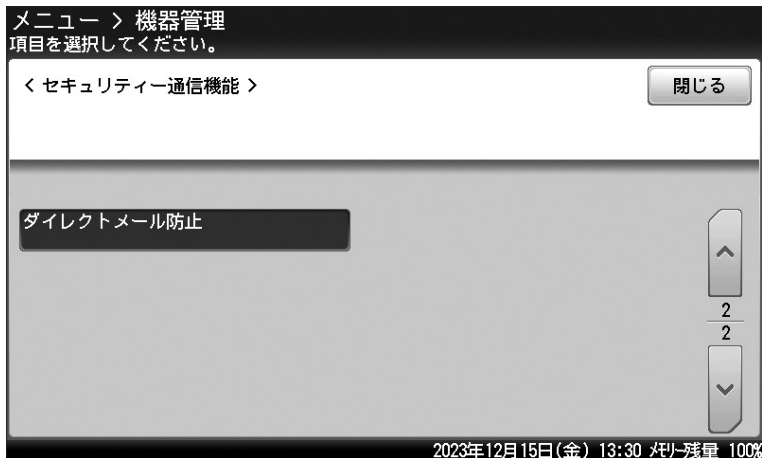 メニュー > 機器管理
項目を選択してください。
< セキュリティー通信機能 >
閉じる
ダイレクトメール防止
2
2
2023年12月15日(金) 13:30 ﾒﾓﾘｰ残量 100%